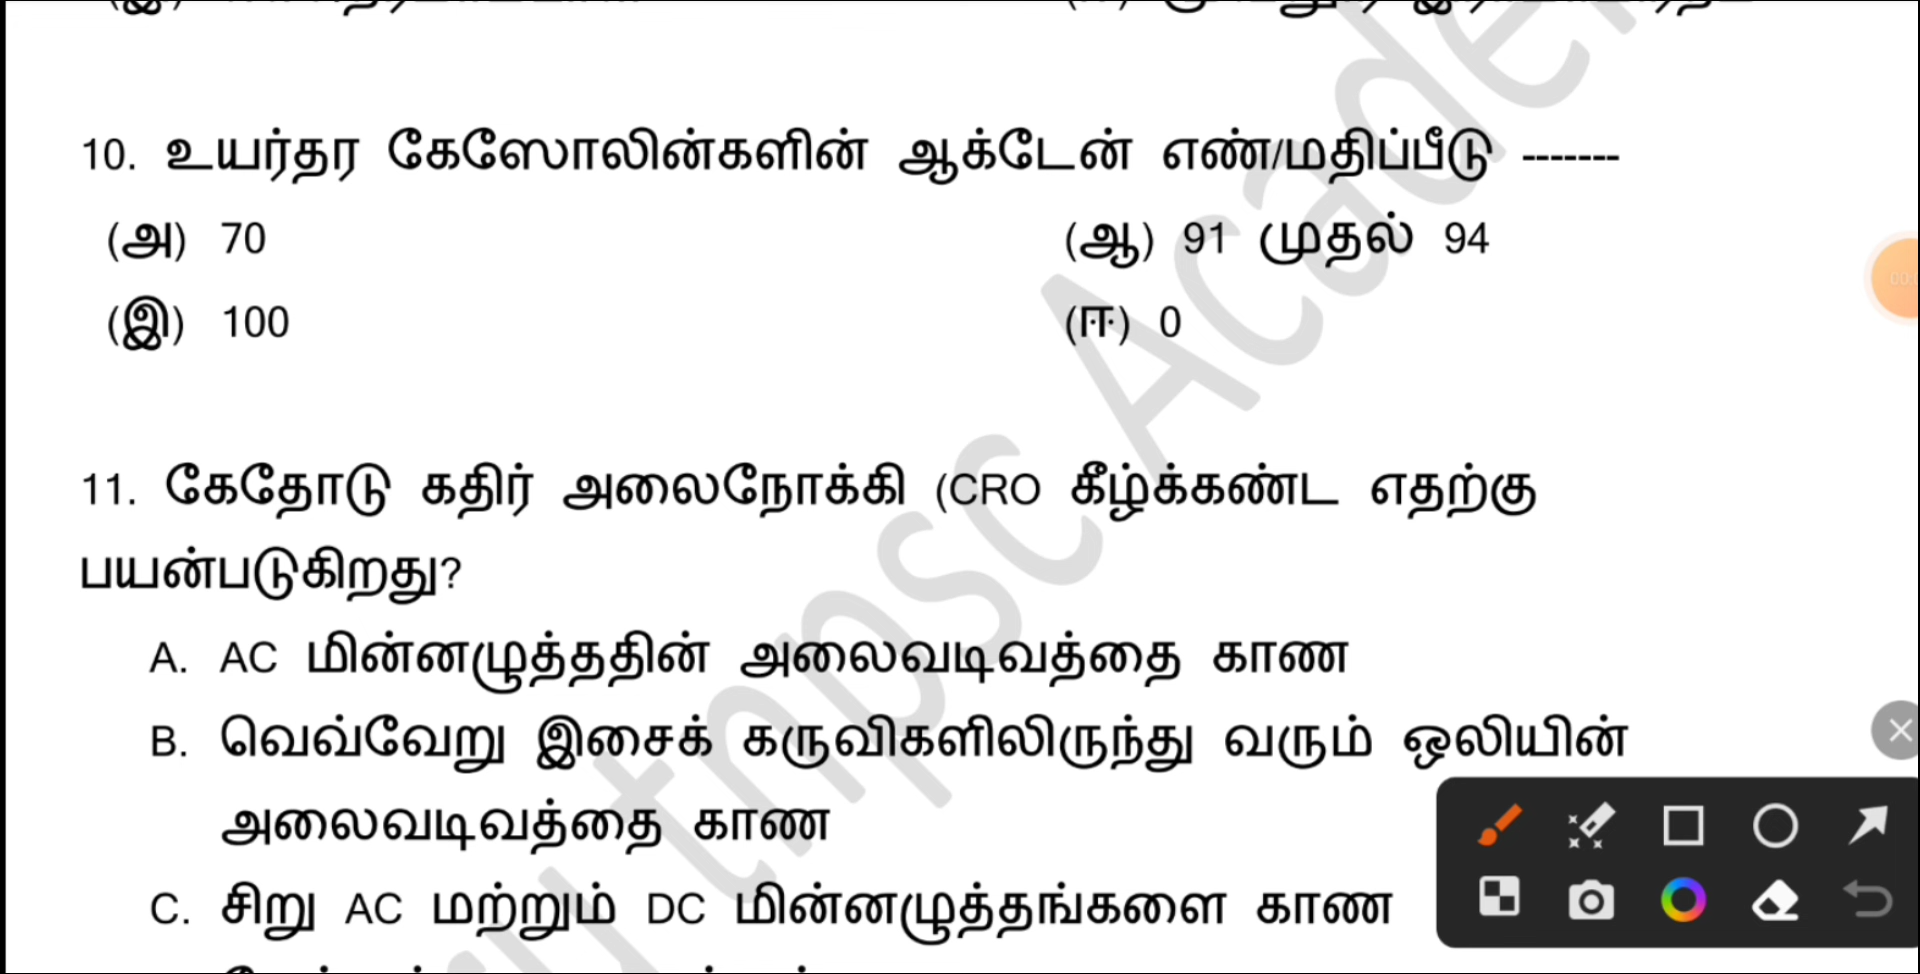 10. உயர்தர கேஸோலின்களின் ஆக்டேன் எண்/மதிப்பீடு -------
(அ) 70 (ஆ) 91 முதல் 94
(இ) 100 (ஈ) 0
11. கேதோடு கதிர் அலைநோக்கி (CRO கீழ்க்கண்ட எதற்கு
பயன்படுகிறது?
A. AC மின்னழுத்ததின் அலைவடிவத்தை காண
B. வெவ்வேறு இசைக் கருவிகளிலிருந்து வரும் ஒலியின்
அலைவடிவத்தை காண
C. சிறு AC மற்றும் DC மின்னழுத்தங்களை காண
tnpsc Academ